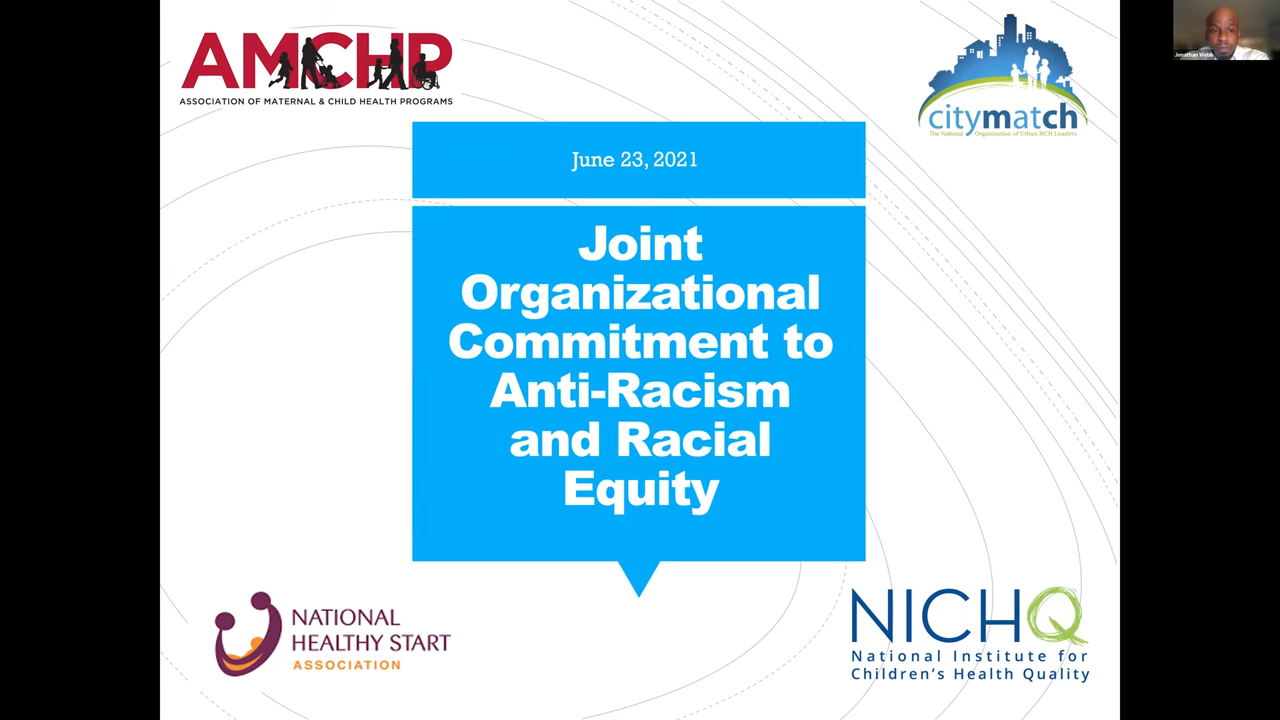 AMCHP
ASSOCIATION OF MATERNAL & CHILD HEALTH PROGRAMS
citymatch
The National Organization of Urban MCH Leaders
Jonathan Webb
June 23, 2021
Joint
Organizational
Commitment to
Anti-Racism
and Racial
Equity
NATIONAL
HEALTHY START
ASSOCIATION
NICHQ
National Institute for
Children's Health Quality